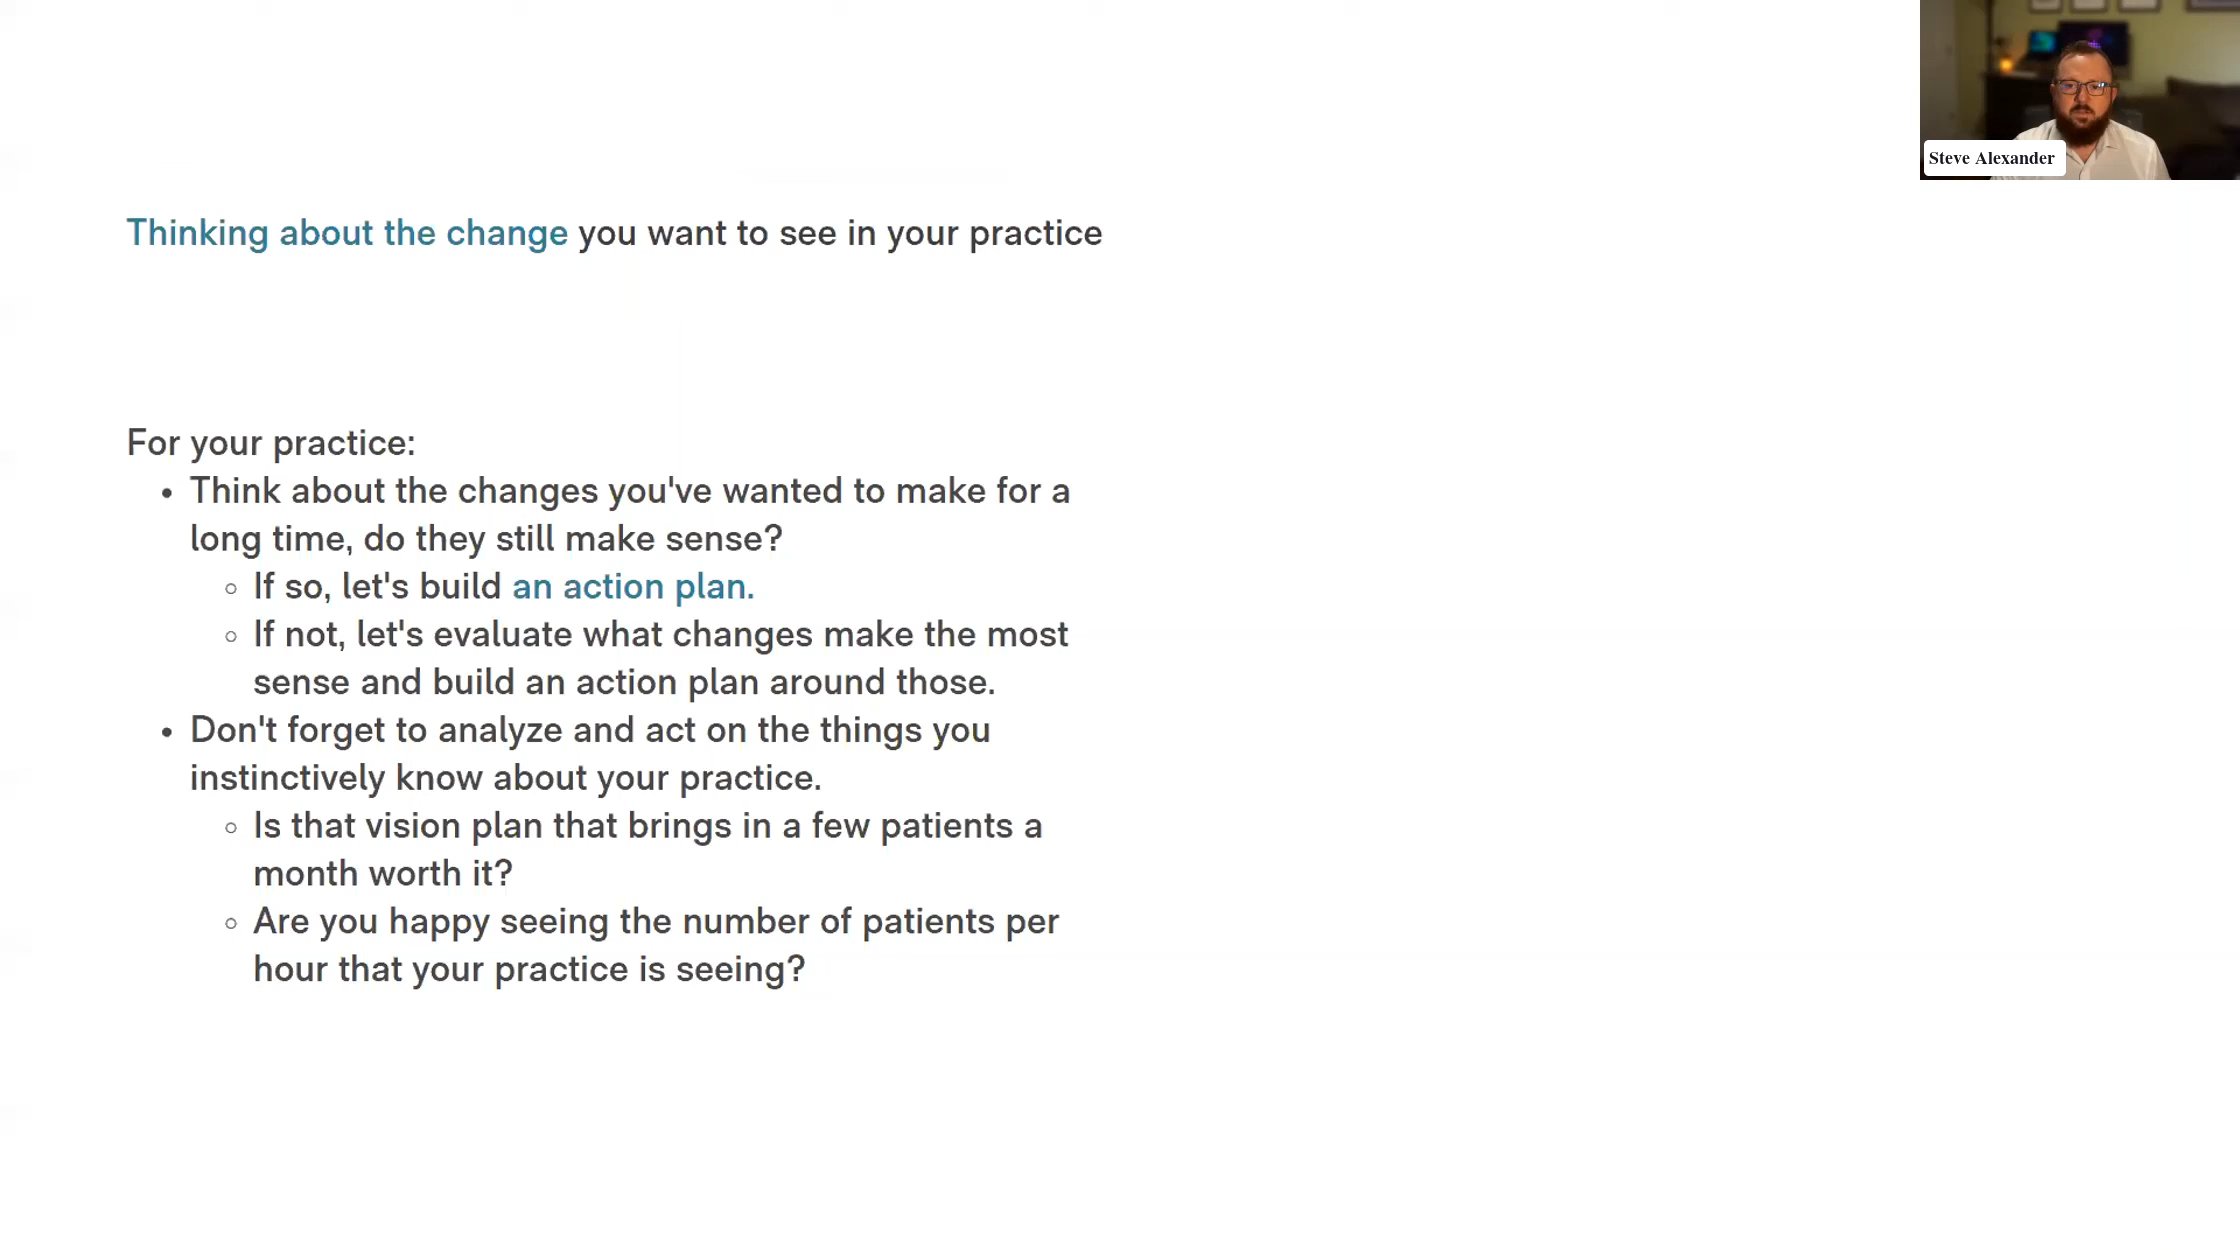 Steve Alexander
Thinking about the change you want to see in your practice
For your practice:
• Think about the changes you've wanted to make for a
long time, do they still make sense?
○ If so, let's build an action plan.
○ If not, let's evaluate what changes make the most
sense and build an action plan around those.
• Don't forget to analyze and act on the things you
instinctively know about your practice.
○ Is that vision plan that brings in a few patients a
month worth it?
○ Are you happy seeing the number of patients per
hour that your practice is seeing?